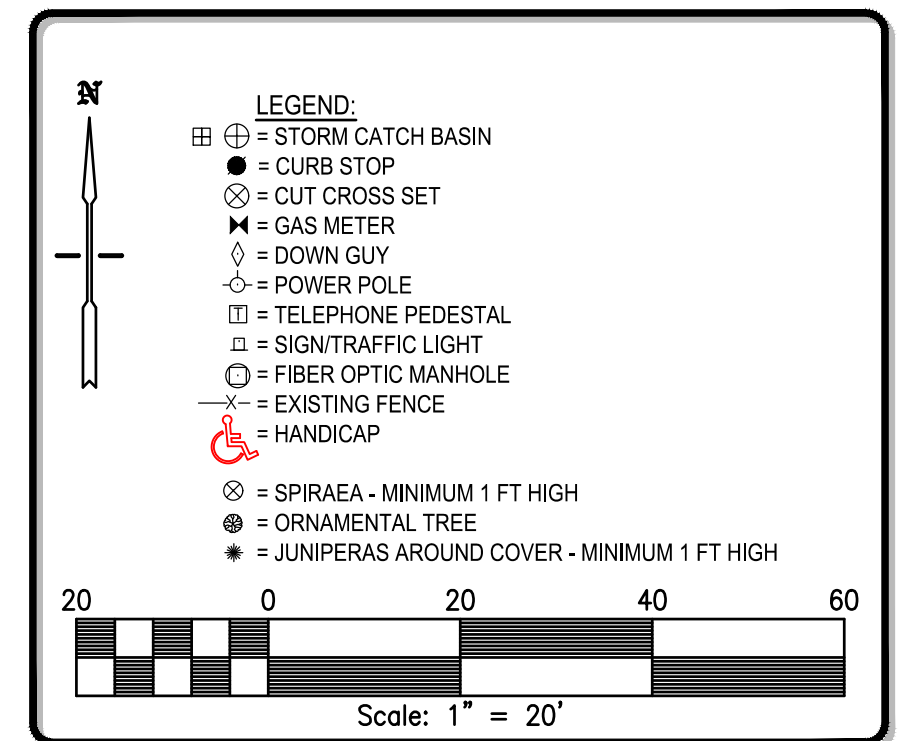 N
LEGEND:
= STORM CATCH BASIN
= CURB STOP
= CUT CROSS SET
= GAS METER
= DOWN GUY
= POWER POLE
T = TELEPHONE PEDESTAL
= SIGN/TRAFFIC LIGHT
= FIBER OPTIC MANHOLE
—X— = EXISTING FENCE
= HANDICAP
= SPIRAEA - MINIMUM 1 FT HIGH
= ORNAMENTAL TREE
= JUNIPERAS AROUND COVER - MINIMUM 1 FT HIGH
20 0 20 40 60
Scale: 1" = 20'